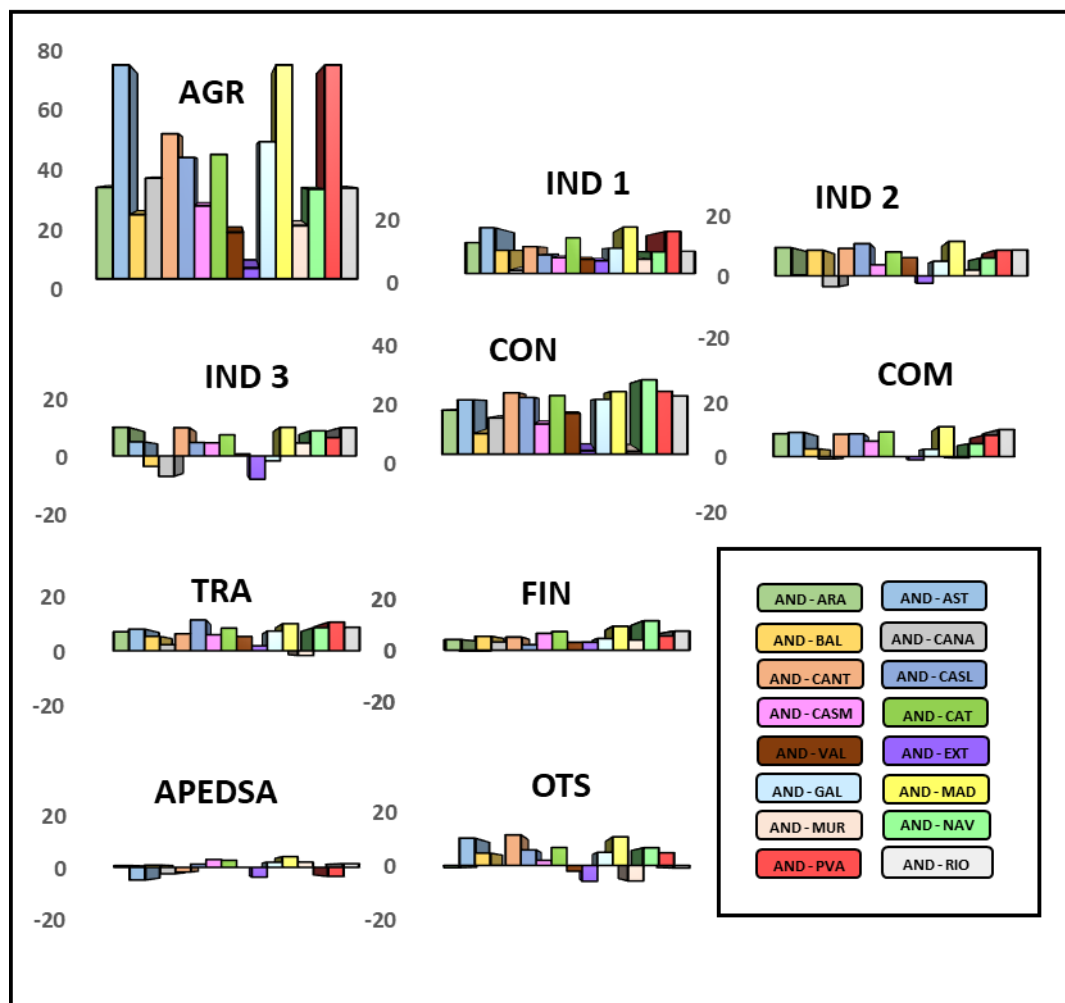 80
AGR
60
40
20
0
IND 1
20
0
IND 2
20
0
-20
IND 3
20
0
-20
CON
40
20
0
COM
20
0
-20
TRA
20
0
-20
FIN
20
0
-20
APEDSA
20
0
-20
OTS
20
0
-20
AND - ARA AND - AST
AND - BAL AND - CANA
AND - CANT AND - CASL
AND - CASM AND - CAT
AND - VAL AND - EXT
AND - GAL AND - MAD
AND - MUR AND - NAV
AND - PVA AND - RIO